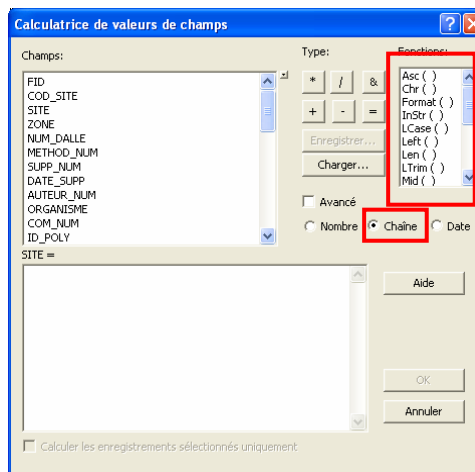 Calculatrice de valeurs de champs
Champs:
FID
COD_SITE
SITE
ZONE
NUM_DALLE
METHOD_NUM
SUPP_NUM
DATE_SUPP
AUTEUR_NUM
ORGANISME
COM_NUM
ID_POLY
Type:
* / &
+ - =
Enregistrer...
Charger...
Avancé
Nombre Chaîne Date
Fonctions:
Asc ( )
Chr ( )
Format ( )
InStr ( )
LCase ( )
Left ( )
Len ( )
LTrim ( )
Mid ( )
SITE =
Aide
OK
Annuler
Calculer les enregistrements sélectionnés uniquement